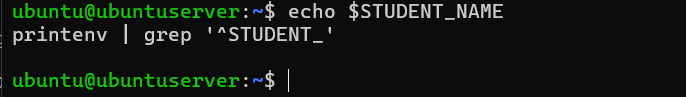 ubuntu@ubuntuserver:~$ echo $STUDENT_NAME
printenv | grep '^STUDENT_'
ubuntu@ubuntuserver:~$